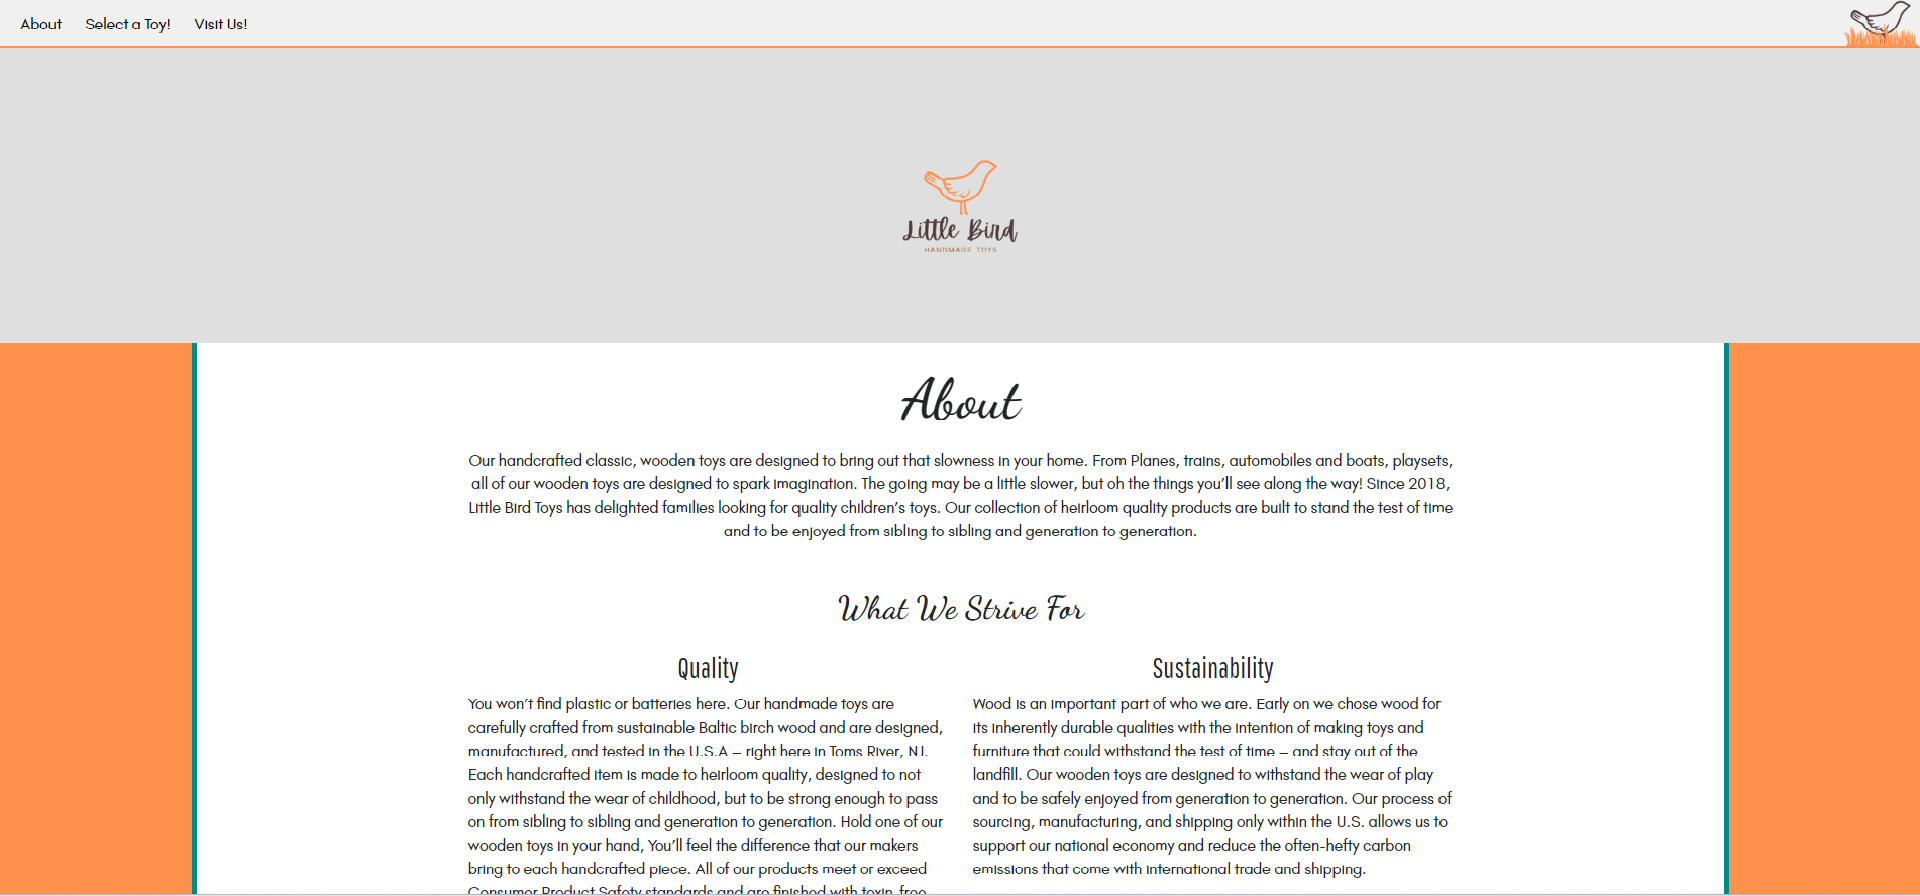 About Select a Toy! Visit Us!
Little Bird
HANDMADE TOYS
About
Our handcrafted classic, wooden toys are designed to bring out that slowness in your home. From Planes, trains, automobiles and boats, playsets,
all of our wooden toys are designed to spark imagination. The going may be a little slower, but oh the things you’ll see along the way! Since 2018,
Little Bird Toys has delighted families looking for quality children’s toys. Our collection of heirloom quality products are built to stand the test of time
and to be enjoyed from sibling to sibling and generation to generation.
What We Strive For
Quality
You won’t find plastic or batteries here. Our handmade toys are
carefully crafted from sustainable Baltic birch wood and are designed,
manufactured, and tested in the U.S.A – right here in Toms River, NJ.
Each handcrafted item is made to heirloom quality, designed to not
only withstand the wear of childhood, but to be strong enough to pass
on from sibling to sibling and generation to generation. Hold one of our
wooden toys in your hand, You’ll feel the difference that our makers
bring to each handcrafted piece. All of our products meet or exceed
Consumer Product Safety standards and are finished with toxin-free
Sustainability
Wood is an important part of who we are. Early on we chose wood for
its inherently durable qualities with the intention of making toys and
furniture that could withstand the test of time – and stay out of the
landfill. Our wooden toys are designed to withstand the wear of play
and to be safely enjoyed from generation to generation. Our process of
sourcing, manufacturing, and shipping only within the U.S. allows us to
support our national economy and reduce the often-hefty carbon
emissions that come with international trade and shipping.